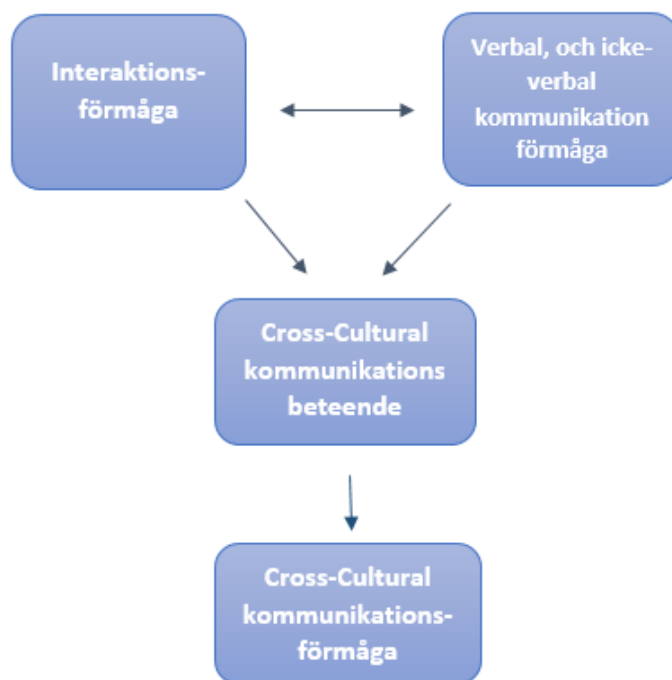 Interaktions-
förmåga
Verbal, och icke-
verbal
kommunikation
förmåga
Cross-Cultural
kommunikations
beteende
Cross-Cultural
kommunikations-
förmåga